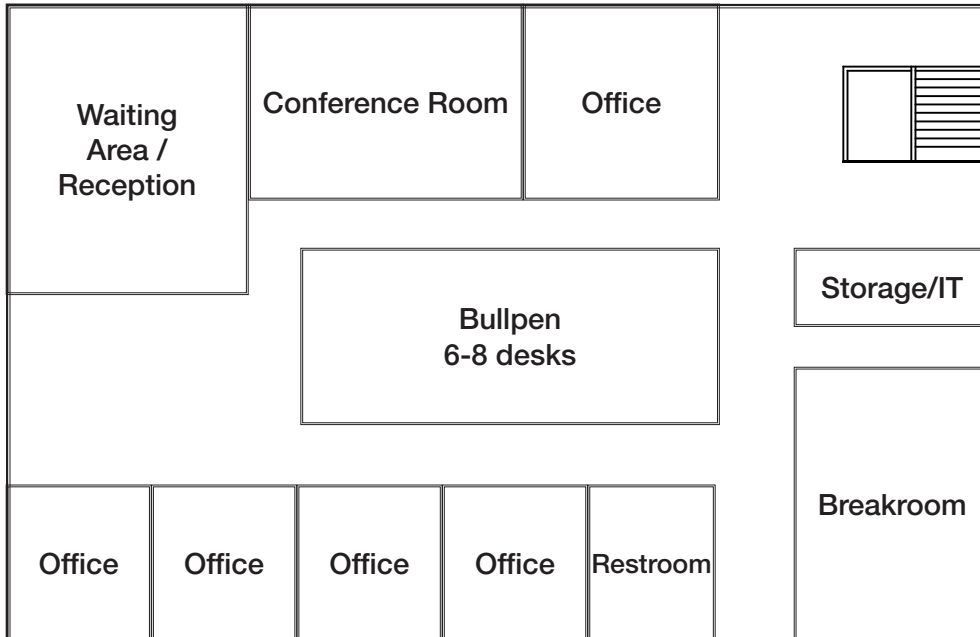 Waiting
Area /
Reception
Conference Room
Office
Bullpen
6-8 desks
Storage/IT
Breakroom
Office
Office
Office
Office
Restroom